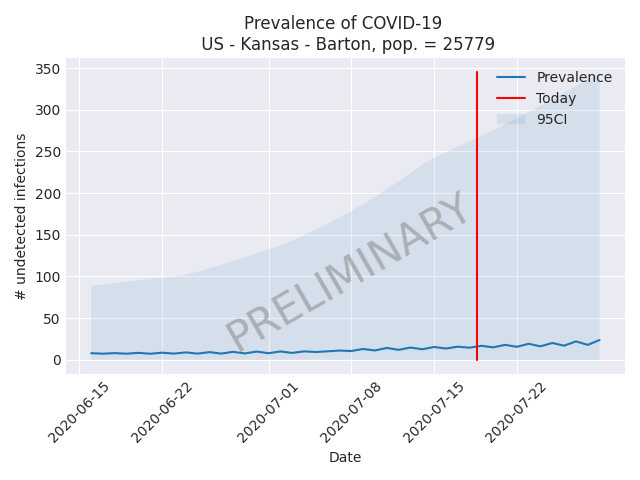 Prevalence of COVID-19
US - Kansas - Barton, pop. = 25779
350
300
250
200
150
100
50
0
# undetected infections
Prevalence
Today
95CI
PRELIMINARY
2020-06-15
2020-06-22
2020-07-01
2020-07-08
2020-07-15
2020-07-22
Date